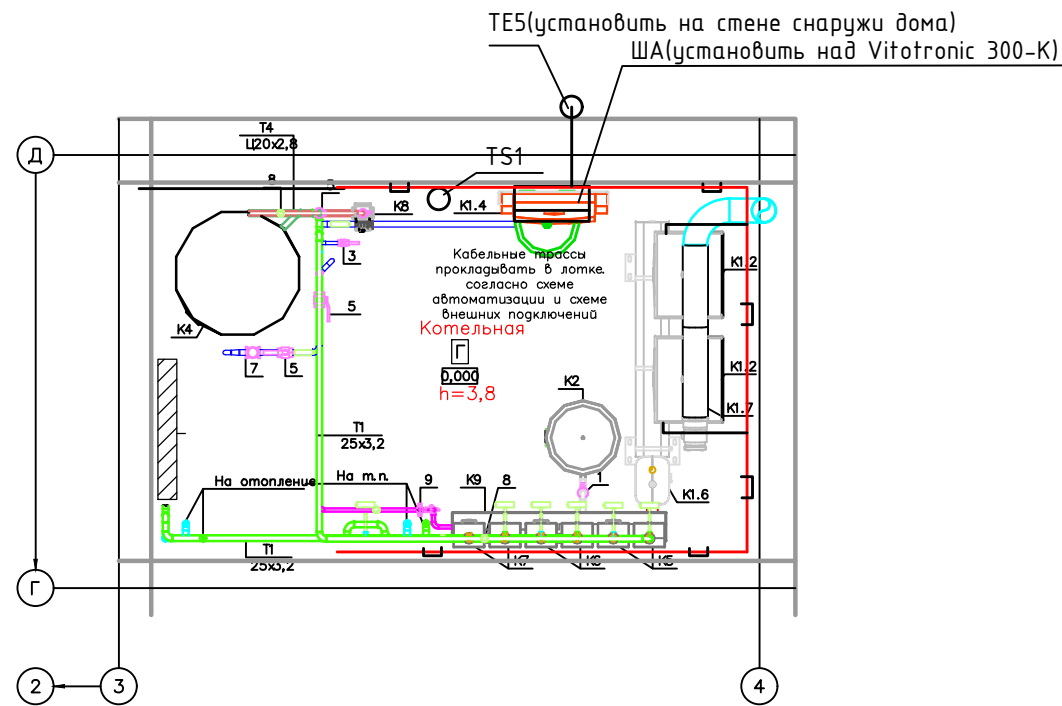 ТЕ5(установить на стене снаружи дома)
ША(установить над Vitotronic 300-К)
Т4
Ц20х2,8
Д
TS1
8
К8
К1.4
3
Кабельные трассы
прокладывать в лотке.
согласно схеме
автоматизации и схеме
внешних подключений
К1.2
5
Котельная
К4
Г
7
5
0,000
h=3,8
К2
К1.2
К1.7
Т1
25х3,2
На отопление
На т.п.
9
К9
8
1
К1.6
Т1
25х3,2
К7
К6
К5
Г
2
3
4